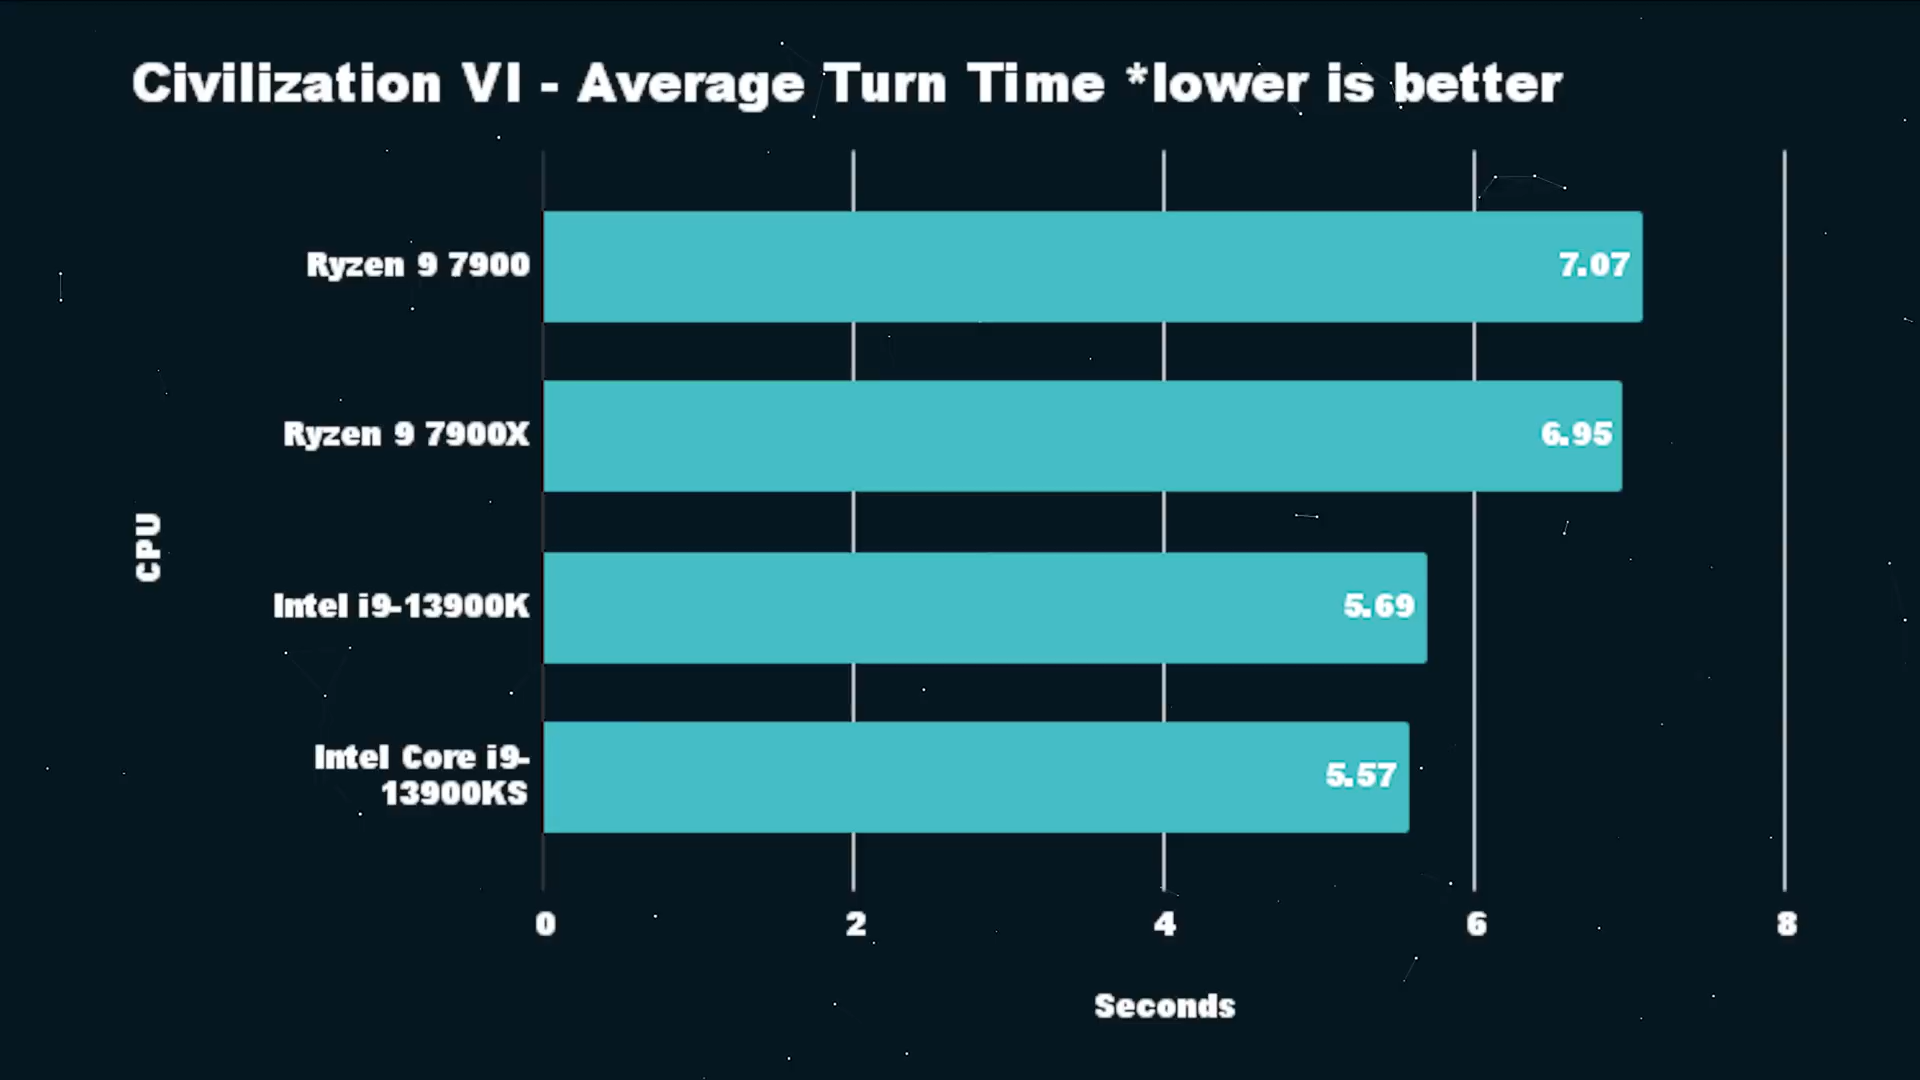 Civilization VI - Average Turn Time *lower is better
Ryzen 9 7900
7.07
Ryzen 9 7900X
6.95
CPU
Intel i9-13900K
5.69
Intel Core i9-
13900KS
5.57
0 2 4 6 8
Seconds